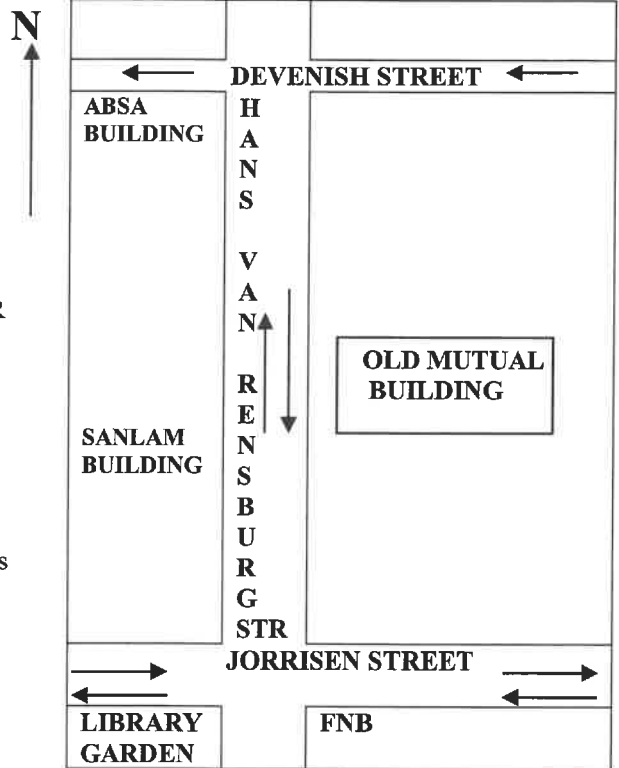 N
DEVENISH STREET
ABSA
BUILDING
H
A
N
S
V
A
N
R
E
N
S
B
U
R
G
STR
OLD MUTUAL
BUILDING
SANLAM
BUILDING
JORRISEN STREET
LIBRARY
GARDEN
FNB